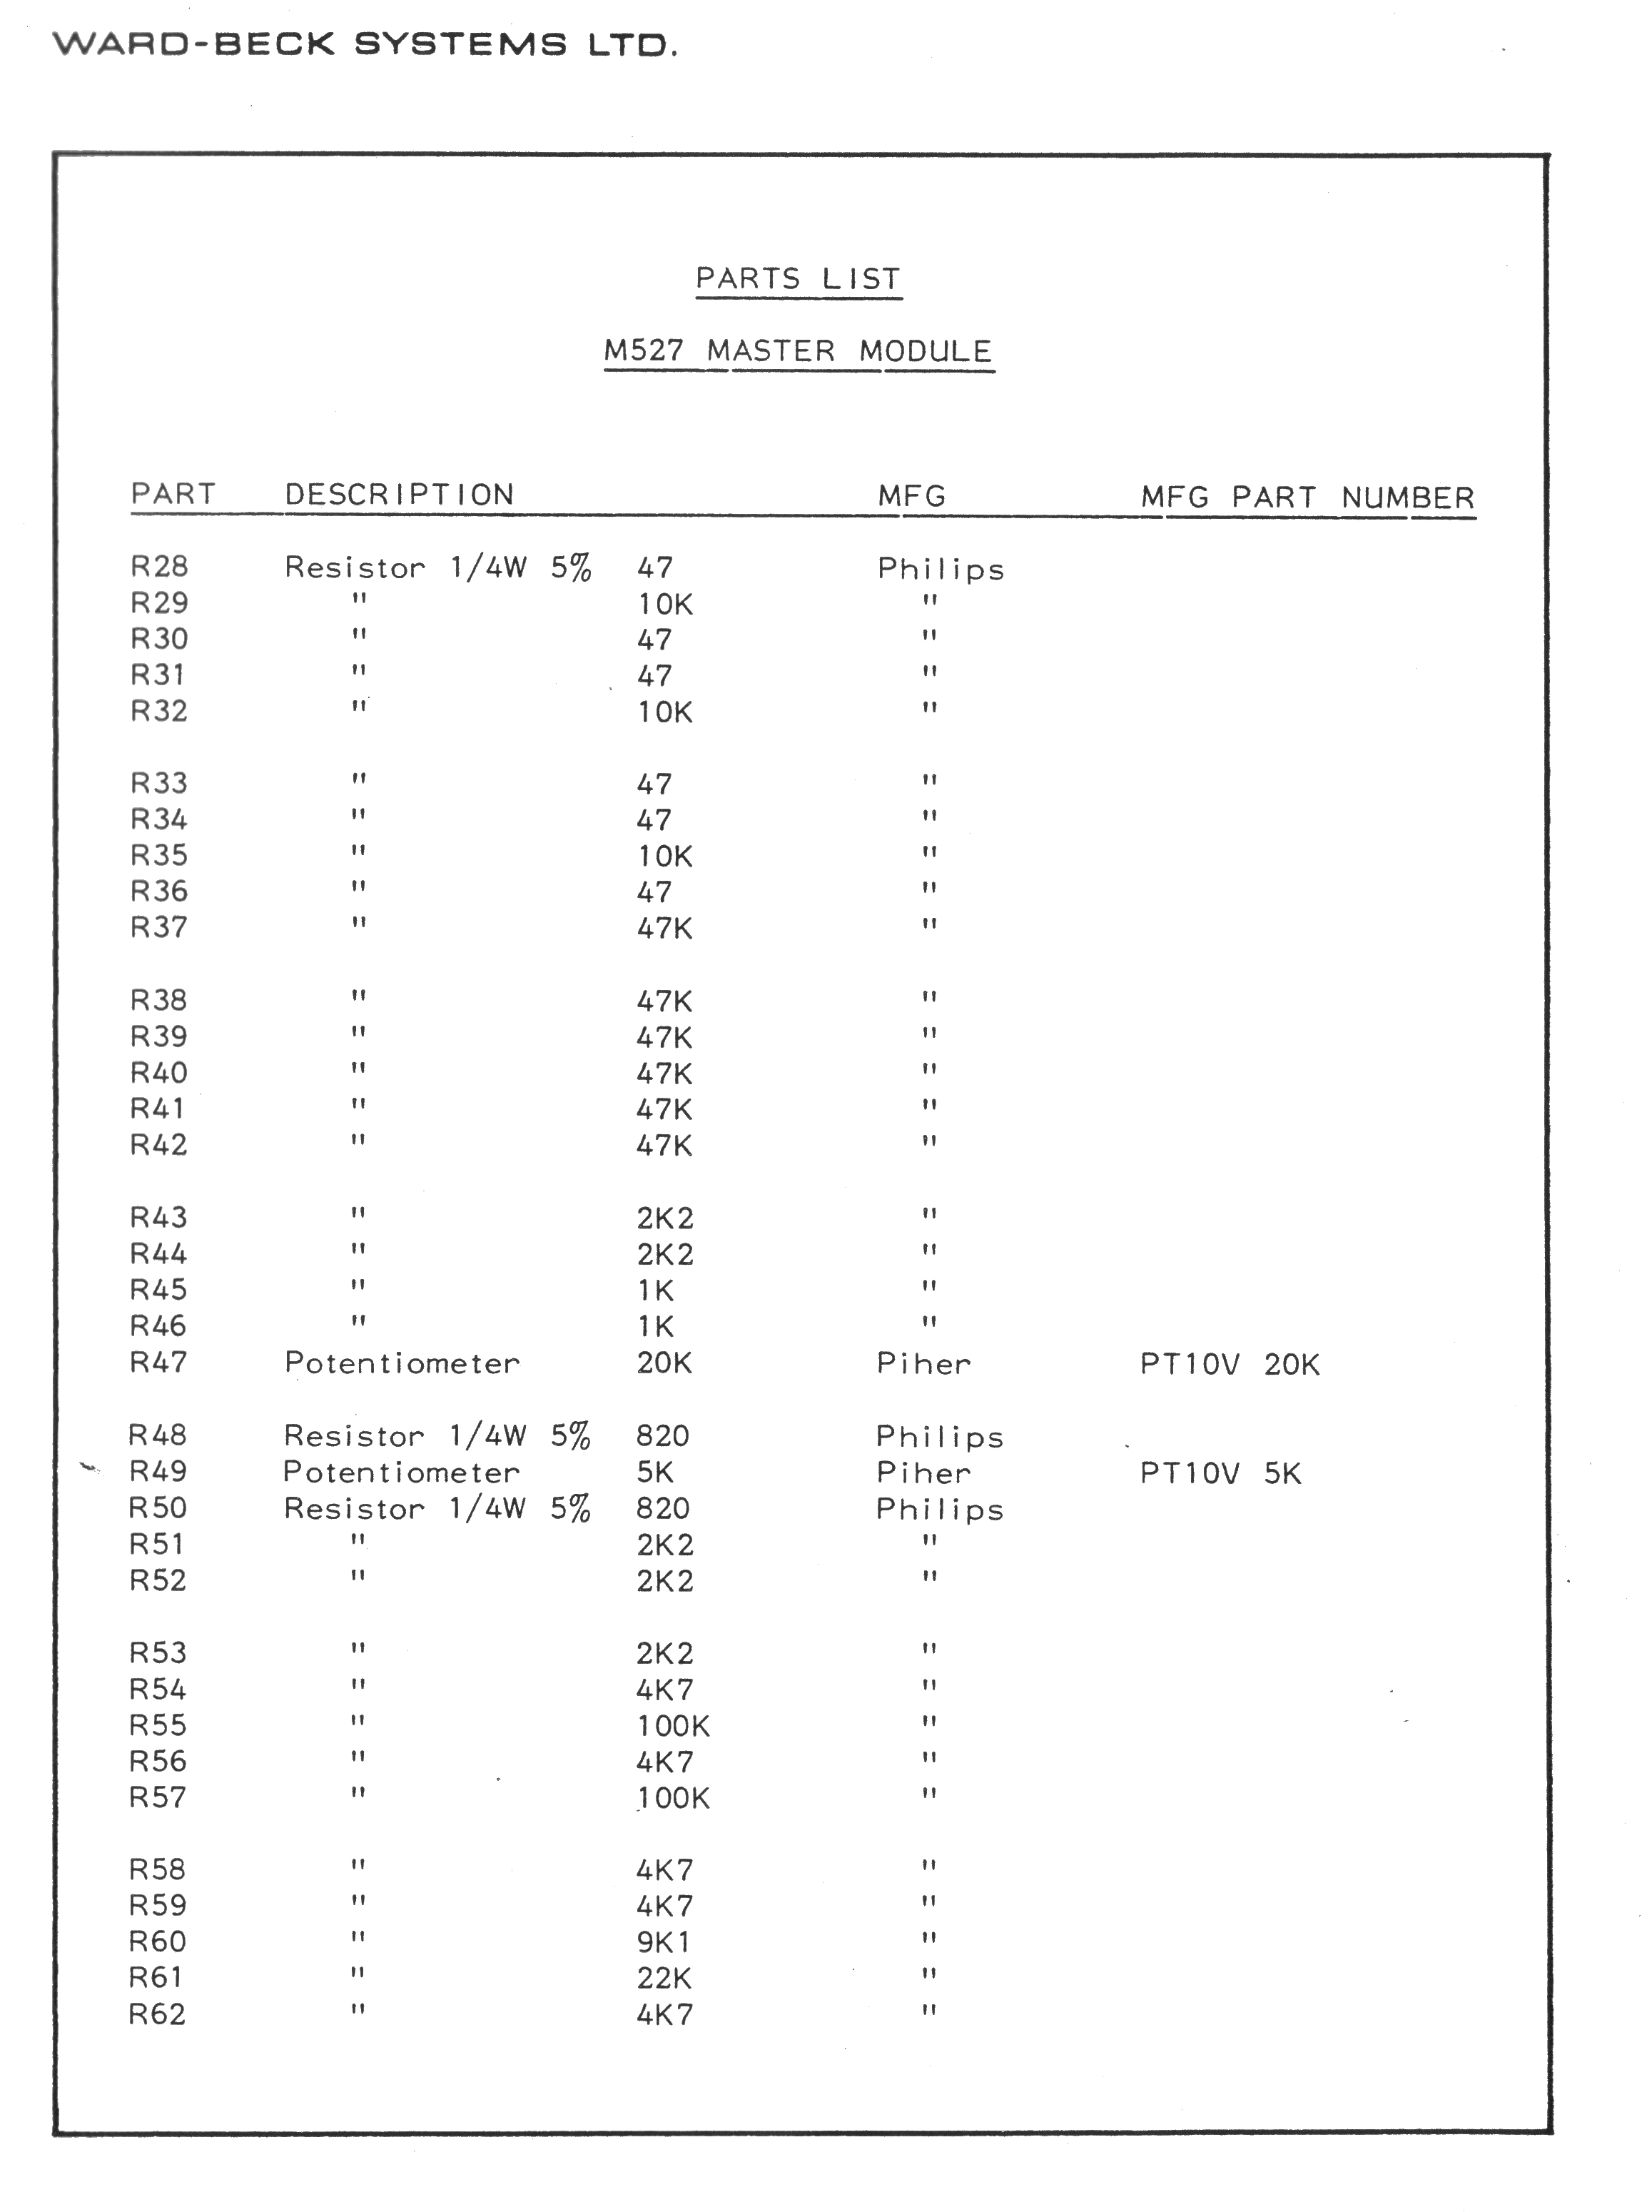 WARD-BECK SYSTEMS LTD.
PARTS LIST
M527 MASTER MODULE
PART DESCRIPTION MFG MFG PART NUMBER
R28 Resistor 1/4W 5% 47 Philips
R29 " 10K "
R30 " 47 "
R31 " 47 "
R32 " 10K "
R33 " 47 "
R34 " 47 "
R35 " 10K "
R36 " 47 "
R37 " 47K "
R38 " 47K "
R39 " 47K "
R40 " 47K "
R41 " 47K "
R42 " 47K "
R43 " 2K2 "
R44 " 2K2 "
R45 " 1K "
R46 " 1K "
R47 Potentiometer 20K Piher PT10V 20K
R48 Resistor 1/4W 5% 820 Philips
R49 Potentiometer 5K Piher PT10V 5K
R50 Resistor 1/4W 5% 820 Philips
R51 " 2K2 "
R52 " 2K2 "
R53 " 2K2 "
R54 " 4K7 "
R55 " 100K "
R56 " 4K7 "
R57 " 100K "
R58 " 4K7 "
R59 " 4K7 "
R60 " 9K1 "
R61 " 22K "
R62 " 4K7 "